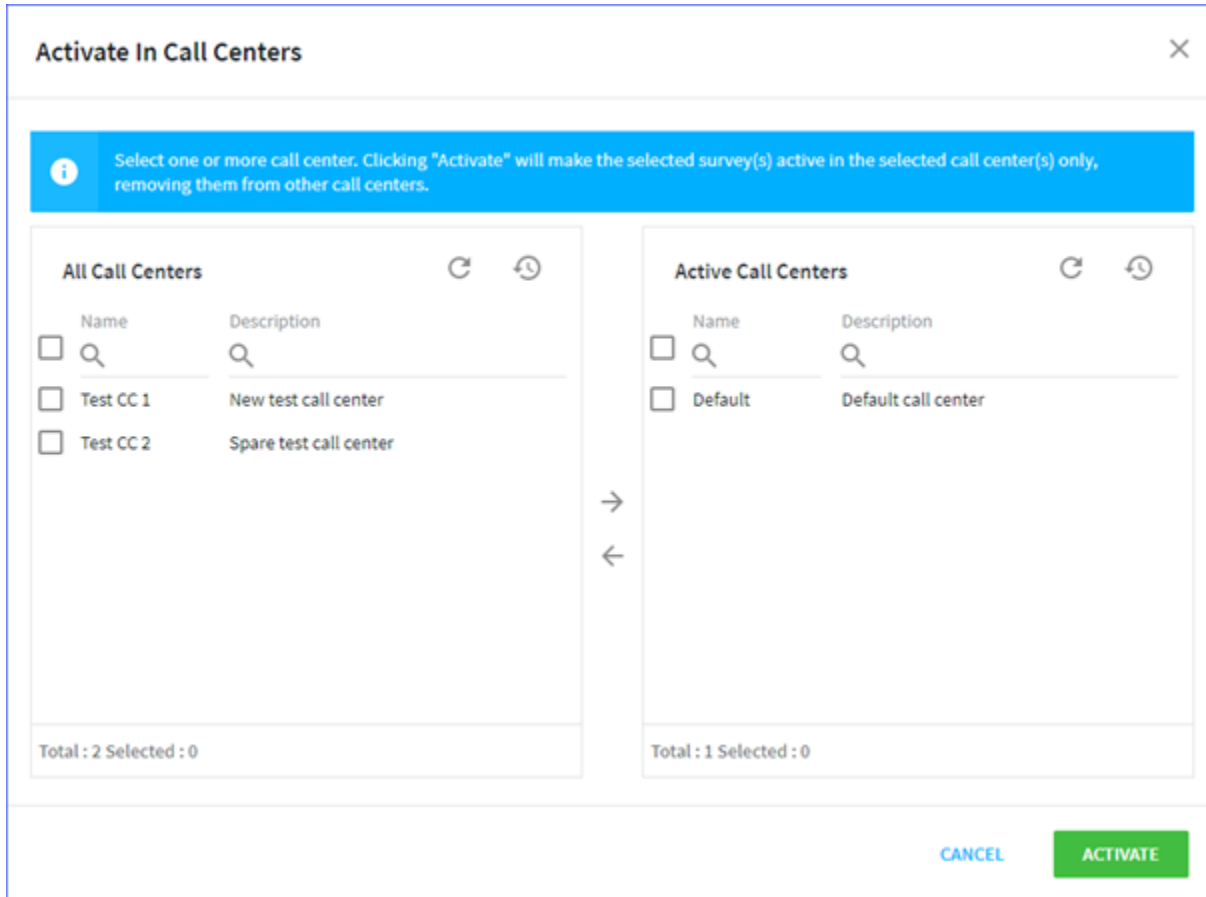 Activate In Call Centers
Select one or more call center. Clicking "Activate" will make the selected survey(s) active in the selected call center(s) only,
removing them from other call centers.
All Call Centers
Name Description
Test CC 1 New test call center
Test CC 2 Spare test call center
Total : 2 Selected : 0
Active Call Centers
Name Description
Default Default call center
Total : 1 Selected : 0
CANCEL ACTIVATE